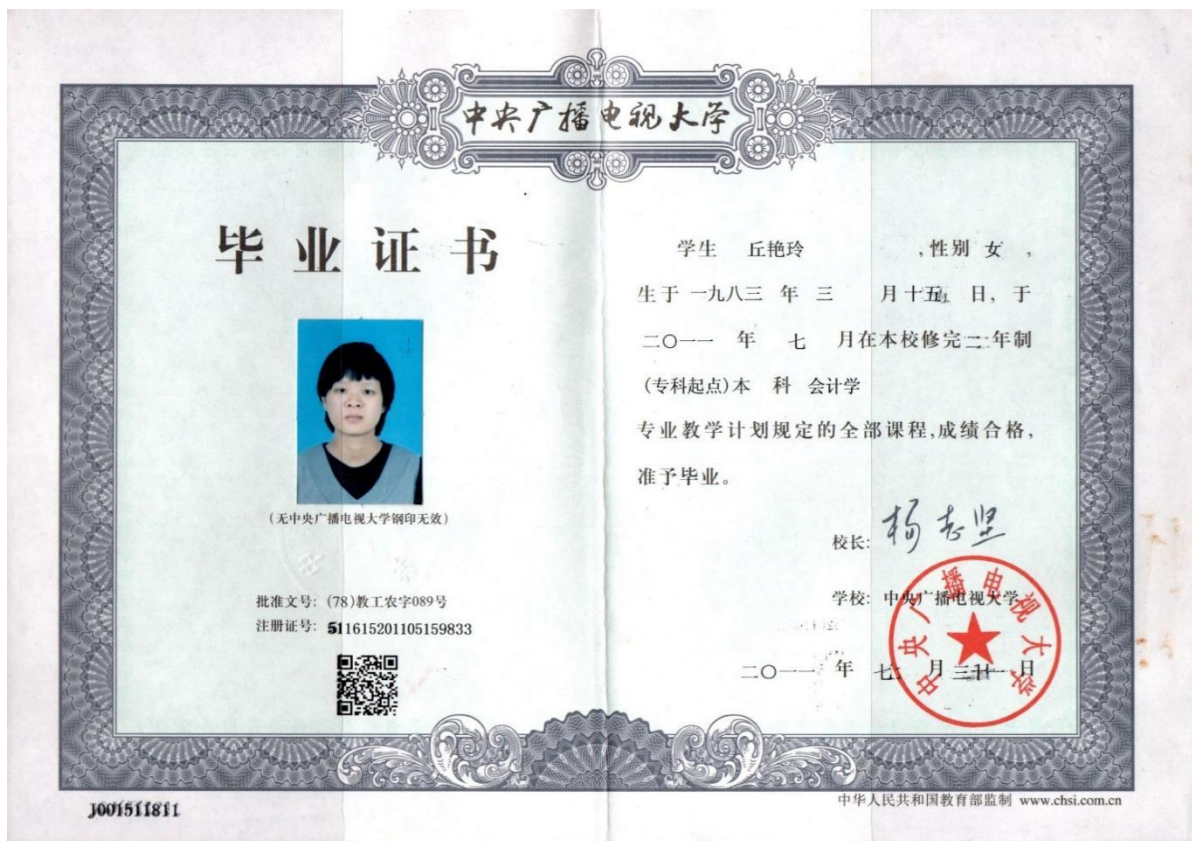 中央广播电视大学
毕业证书
(无中央广播电视大学钢印无效)
批准文号: (78)教工农字089号
注册证号: 511615201105159833
学生 丘艳玲 ,性别 女 ,
生于 一九八三 年 三 月 十五 日, 于
二〇一一 年 七 月在本校修完 二 年制
(专科起点)本 科 会计学
专业教学计划规定的全部课程,成绩合格,
准予毕业。
校长: 杨志坚
学校: 中央广播电视大学
中央广播电视大学
二〇一一 年 七 月 三十一 日
J001511811
中华人民共和国教育部监制 www.chsi.com.cn